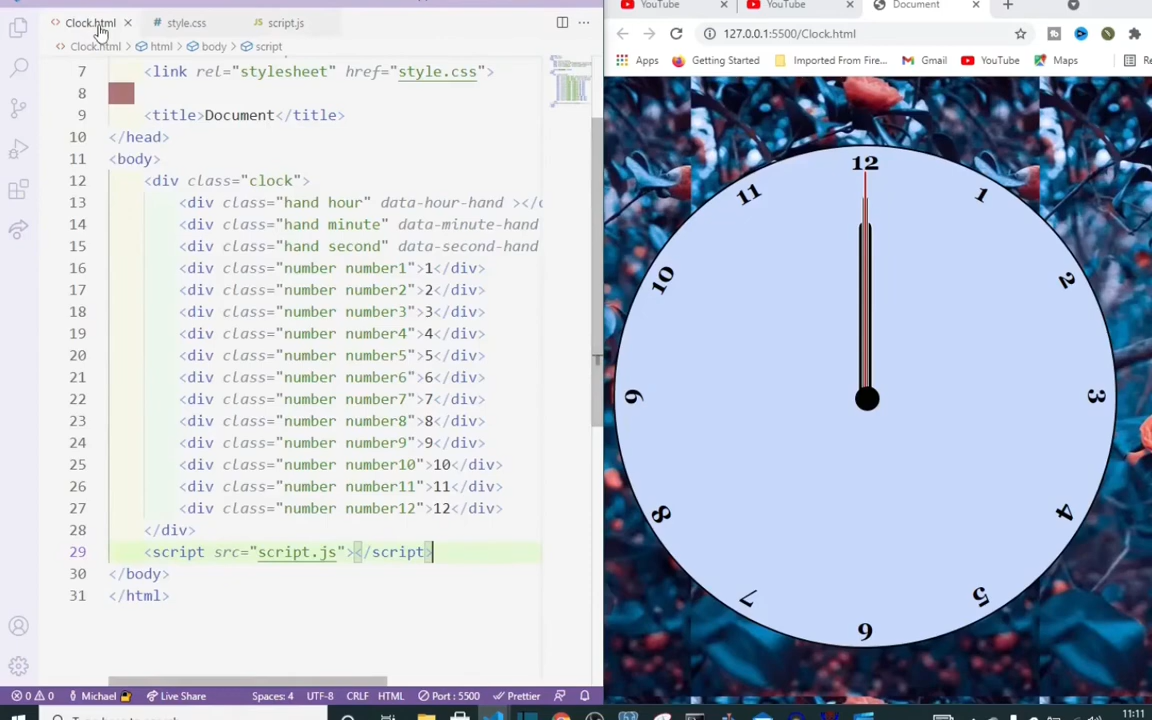 Clock.html
style.css
script.js
Clock.html html body script
7 <link rel="stylesheet" href="style.css">
8
9 <title>Document</title>
10 </head>
11 <body>
12 <div class="clock">
13 <div class="hand hour" data-hour-hand ></
14 <div class="hand minute" data-minute-hand
15 <div class="hand second" data-second-hand
16 <div class="number number1">1</div>
17 <div class="number number2">2</div>
18 <div class="number number3">3</div>
19 <div class="number number4">4</div>
20 <div class="number number5">5</div>
21 <div class="number number6">6</div>
22 <div class="number number7">7</div>
23 <div class="number number8">8</div>
24 <div class="number number9">9</div>
25 <div class="number number10">10</div>
26 <div class="number number11">11</div>
27 <div class="number number12">12</div>
28 </div>
29 <script src="script.js"></script>
30 </body>
31 </html>
0 0 Michael Live Share Spaces: 4 UTF-8 CRLF HTML Port : 5500 Prettier
YouTube
YouTube
Document
127.0.0.1:5500/Clock.html
Apps Getting Started Imported From Fire... Gmail YouTube Maps
12
11 1
10 2
9 3
8 4
7 5
6
11:11